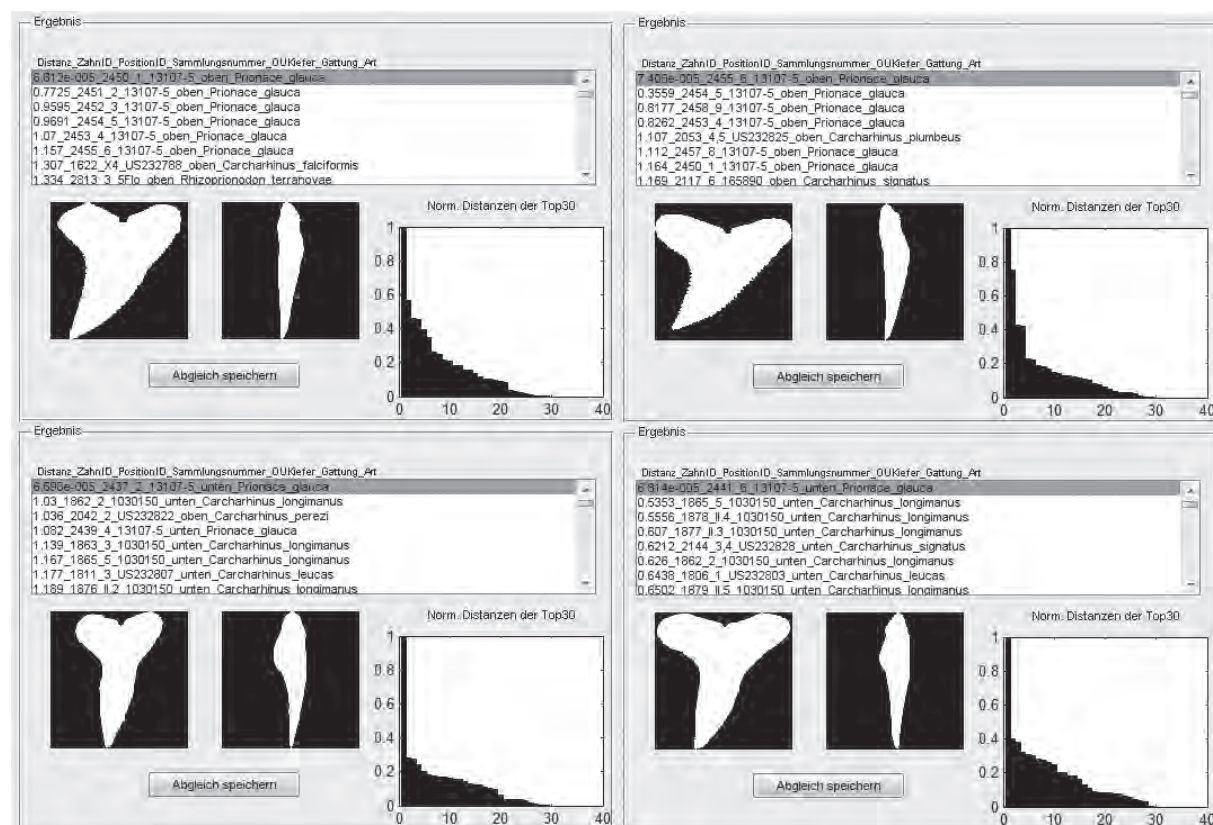 Ergebnis
Distanz_ZahnID_PositionID_Sammlungsnummer_OUKiefer_Gattung_Art
6.612e-005_2450_1_13107-5_oben_Prionace_glauca
0.7725_2451_2_13107-5_oben_Prionace_glauca
0.9595_2452_3_13107-5_oben_Prionace_glauca
0.9691_2454_5_13107-5_oben_Prionace_glauca
1.07_2453_4_13107-5_oben_Prionace_glauca
1.157_2455_6_13107-5_oben_Prionace_glauca
1.307_1622_X4_US232788_oben_Carcharhinus_falciformis
1.334_2813_3_5Flo_oben_Rhizoprionodon_terranovae
Norm. Distanzen der Top30
1
0.8
0.6
0.4
0.2
0
0 10 20 30 40
Abgleich speichern
Ergebnis
Distanz_ZahnID_PositionID_Sammlungsnummer_OUKiefer_Gattung_Art
7.406e-005_2455_6_13107-5_oben_Prionace_glauca
0.3559_2454_5_13107-5_oben_Prionace_glauca
0.8177_2458_9_13107-5_oben_Prionace_glauca
0.8262_2453_4_13107-5_oben_Prionace_glauca
1.107_2053_4,5_US232825_oben_Carcharhinus_plumbeus
1.112_2457_8_13107-5_oben_Prionace_glauca
1.164_2450_1_13107-5_oben_Prionace_glauca
1.169_2117_6_165890_oben_Carcharhinus_signatus
Norm. Distanzen der Top30
1
0.8
0.6
0.4
0.2
0
0 10 20 30 40
Abgleich speichern
Ergebnis
Distanz_ZahnID_PositionID_Sammlungsnummer_OUKiefer_Gattung_Art
6.698e-005_2437_2_13107-5_unten_Prionace_glauca
1.03_1862_2_1030150_unten_Carcharhinus_longimanus
1.036_2042_2_US232822_oben_Carcharhinus_perezi
1.082_2439_4_13107-5_unten_Prionace_glauca
1.139_1863_3_1030150_unten_Carcharhinus_longimanus
1.167_1865_5_1030150_unten_Carcharhinus_longimanus
1.177_1811_3_US232807_unten_Carcharhinus_leucas
1.189_1876_II.2_1030150_unten_Carcharhinus_longimanus
Norm. Distanzen der Top30
1
0.8
0.6
0.4
0.2
0
0 10 20 30 40
Abgleich speichern
Ergebnis
Distanz_ZahnID_PositionID_Sammlungsnummer_OUKiefer_Gattung_Art
6.814e-005_2441_6_13107-5_unten_Prionace_glauca
0.5353_1865_5_1030150_unten_Carcharhinus_longimanus
0.5556_1878_II.4_1030150_unten_Carcharhinus_longimanus
0.607_1877_II.3_1030150_unten_Carcharhinus_longimanus
0.6212_2144_3,4_US232828_unten_Carcharhinus_signatus
0.626_1862_2_1030150_unten_Carcharhinus_longimanus
0.6438_1806_1_US232803_unten_Carcharhinus_leucas
0.6502_1879_II.5_1030150_unten_Carcharhinus_longimanus
Norm. Distanzen der Top30
1
0.8
0.6
0.4
0.2
0
0 10 20 30 40
Abgleich speichern